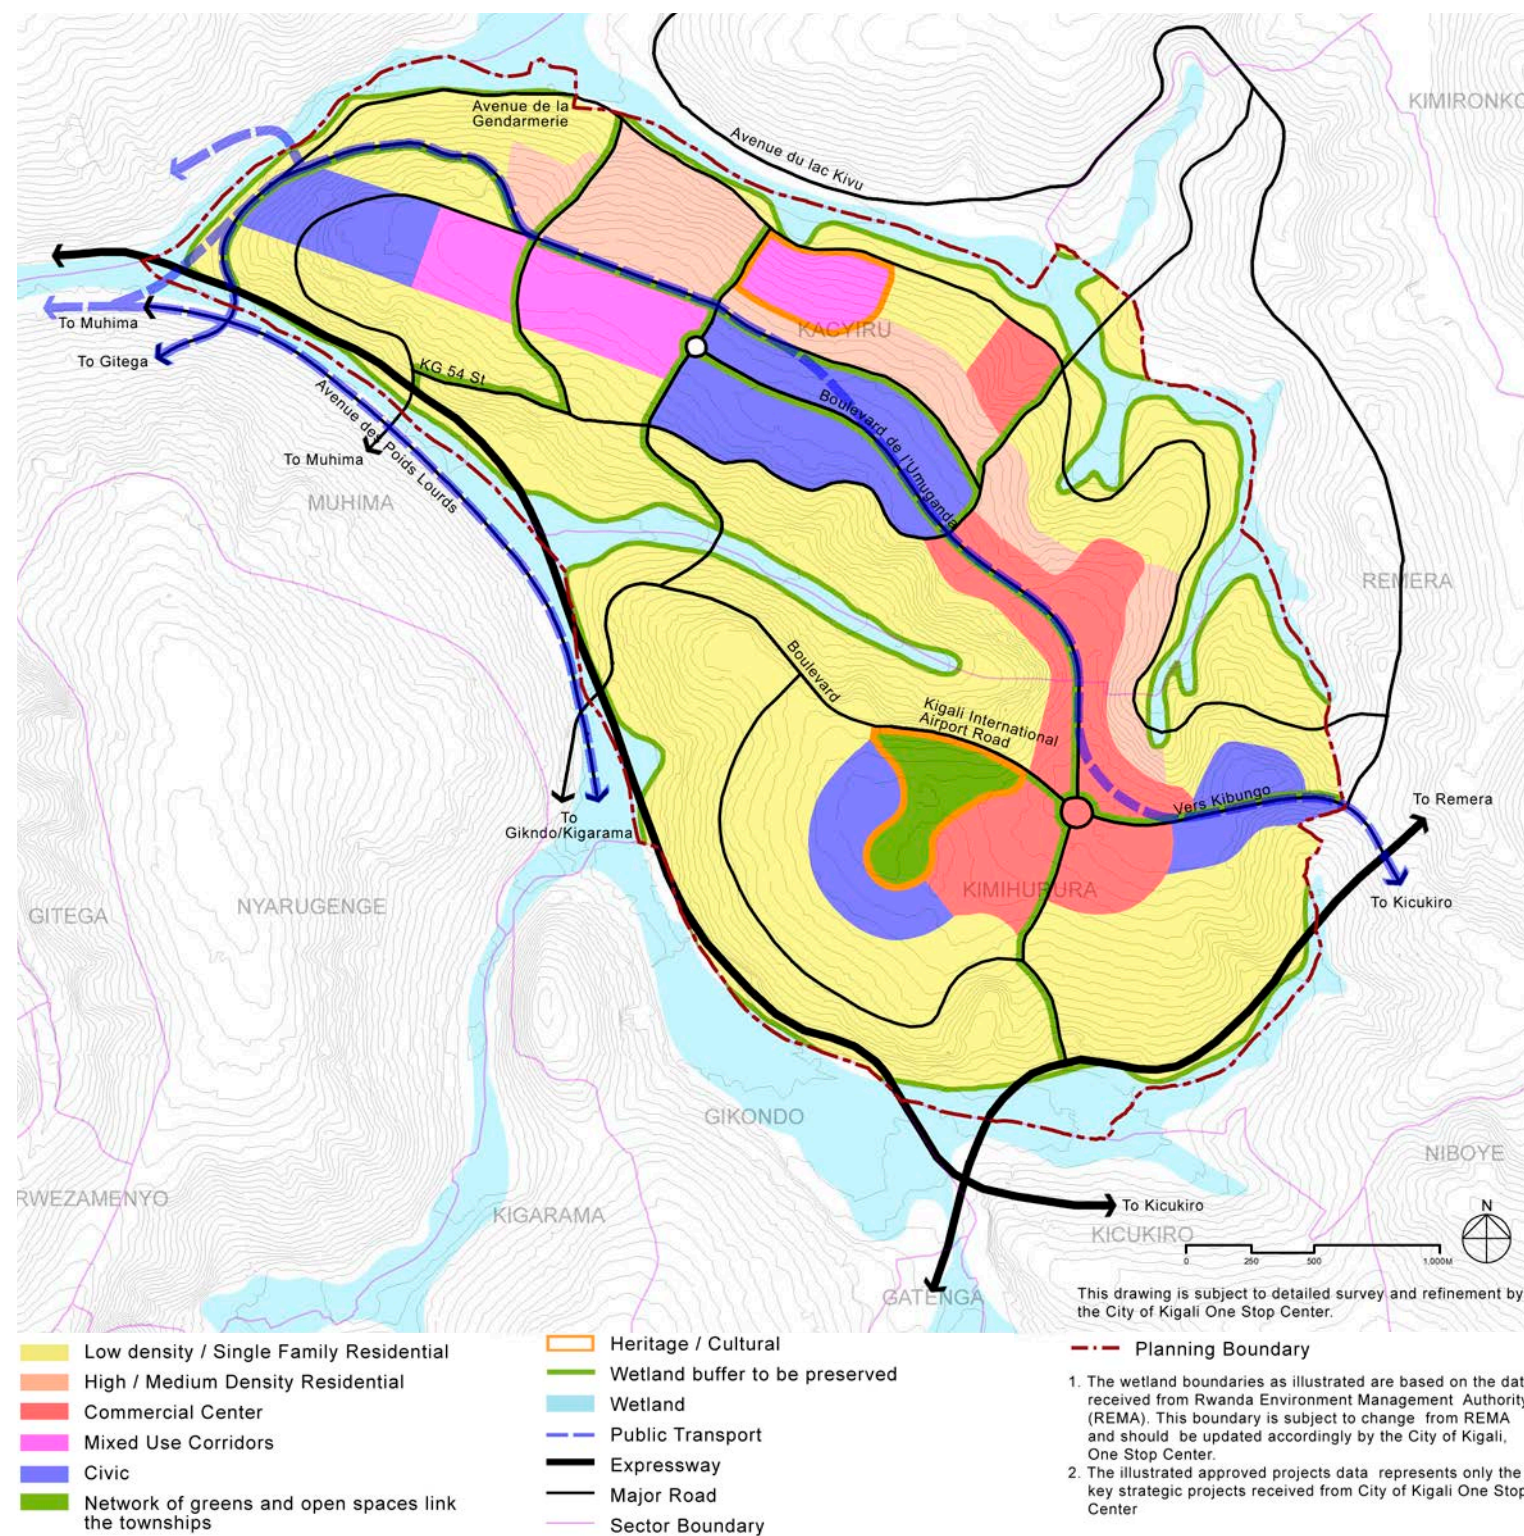 KIMIRONKO
Avenue de la
Gendarmerie
Avenue du lac Kivu
To Muhima
KACYIRU
To Gitega
KG 54 St
Avenue des Poids Lourds
Boulevard de l'Umuganda
To Muhima
MUHIMA
REMERA
Boulevard
Kigali International
Airport Road
Vers Kibungo
To Remera
To
Gikndo/Kigarama
KIMIHURURA
To Kicukiro
GITEGA
NYARUGENGE
GIKONDO
NIBOYE
RWEZAMENYO
KIGARAMA
To Kicukiro
KICUKIRO
N
0 250 500 1,000M
GATENGA
This drawing is subject to detailed survey and refinement by
the City of Kigali One Stop Center.
Low density / Single Family Residential
High / Medium Density Residential
Commercial Center
Mixed Use Corridors
Civic
Network of greens and open spaces link
the townships
Heritage / Cultural
Wetland buffer to be preserved
Wetland
Public Transport
Expressway
Major Road
Sector Boundary
Planning Boundary
1. The wetland boundaries as illustrated are based on the dat
received from Rwanda Environment Management Authority
(REMA). This boundary is subject to change from REMA
and should be updated accordingly by the City of Kigali,
One Stop Center.
2. The illustrated approved projects data represents only the
key strategic projects received from City of Kigali One Stop
Center